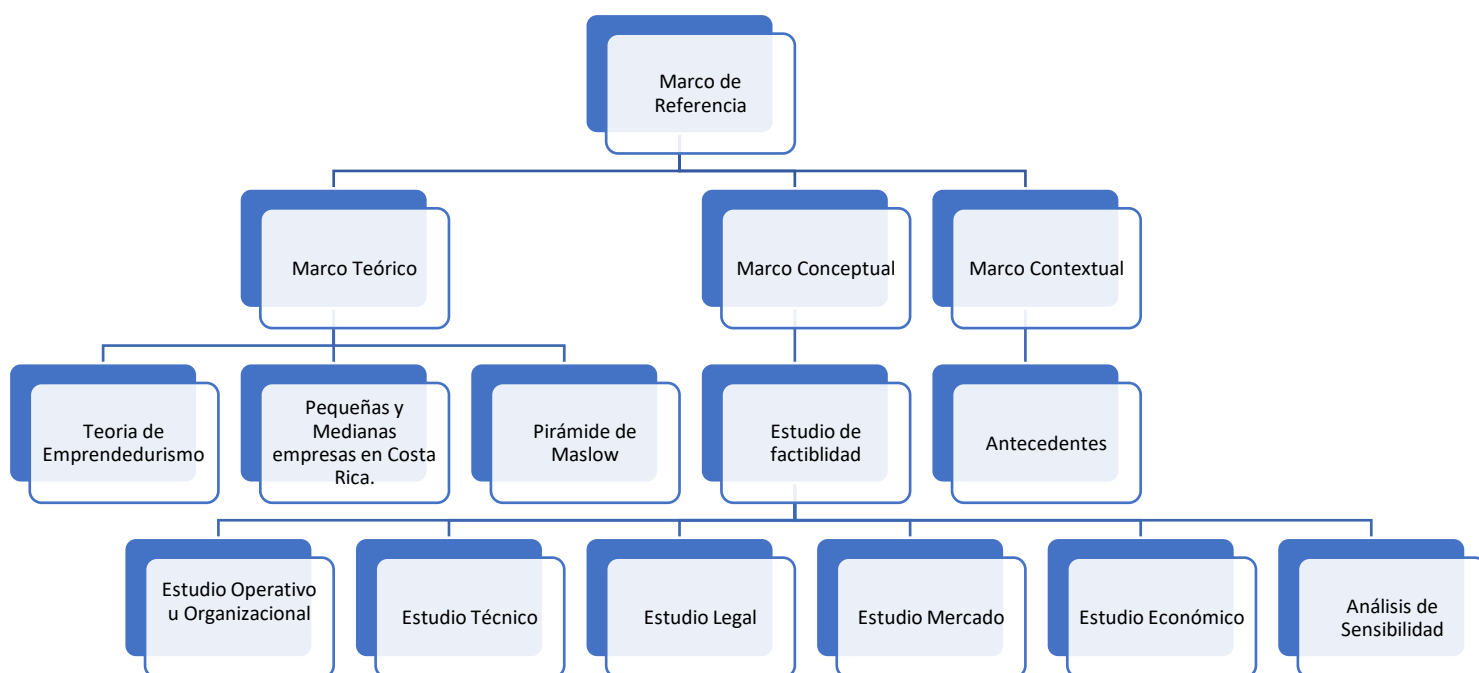 Marco de
Referencia
Marco Teórico
Marco Conceptual
Marco Contextual
Teoria de
Emprendedurismo
Pequeñas y
Medianas
empresas en Costa
Rica.
Pirámide de
Maslow
Estudio de
factiblidad
Antecedentes
Estudio Operativo
u Organizacional
Estudio Técnico
Estudio Legal
Estudio Mercado
Estudio Económico
Análisis de
Sensibilidad